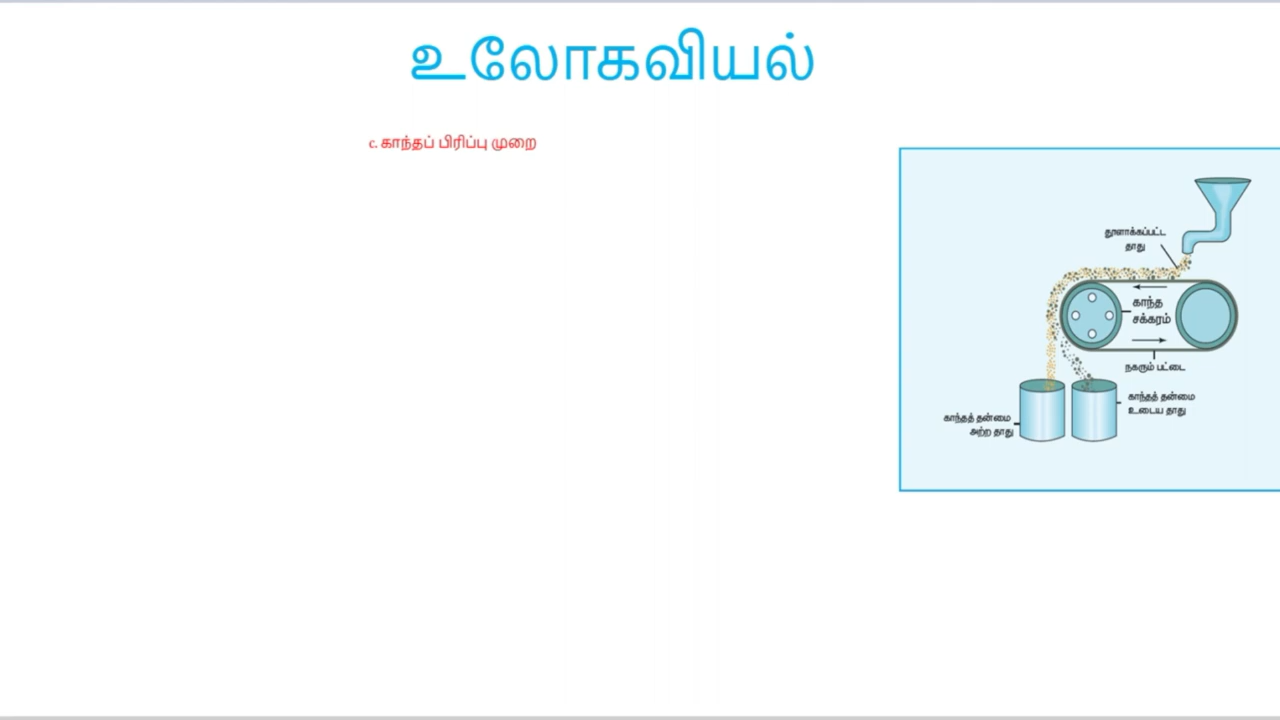 உலோகவியல்
c. காந்தப் பிரிப்பு முறை
தூளாக்கப்பட்ட
தாது
காந்த
சக்கரம்
நகரும் பட்டை
காந்தத் தன்மை
உடைய தாது
காந்தத் தன்மை
அற்ற தாது